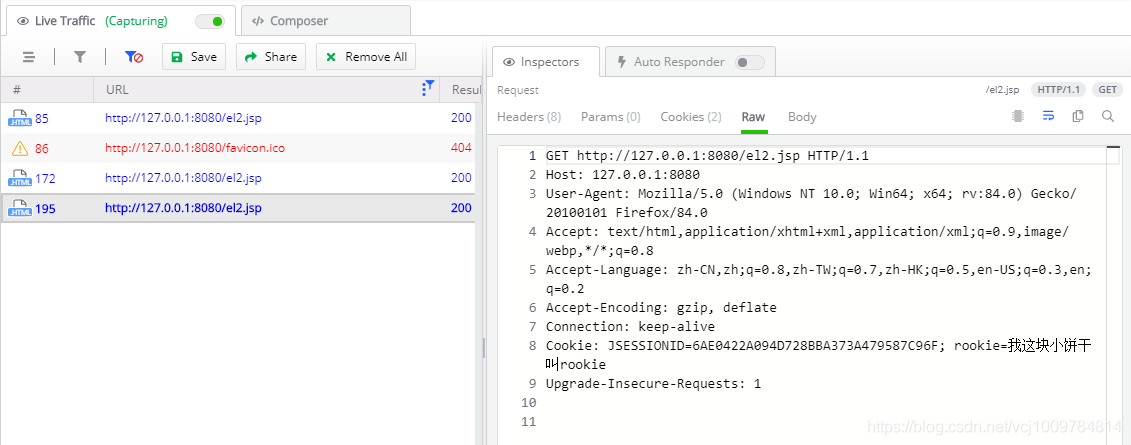 Live Traffic (Capturing) Composer
Save Share Remove All
# URL Resul
85 http://127.0.0.1:8080/el2.jsp 200
86 http://127.0.0.1:8080/favicon.ico 404
172 http://127.0.0.1:8080/el2.jsp 200
195 http://127.0.0.1:8080/el2.jsp 200
Inspectors Auto Responder
Request /el2.jsp HTTP/1.1 GET
Headers (8) Params (0) Cookies (2) Raw Body
1 GET http://127.0.0.1:8080/el2.jsp HTTP/1.1
2 Host: 127.0.0.1:8080
3 User-Agent: Mozilla/5.0 (Windows NT 10.0; Win64; x64; rv:84.0) Gecko/
20100101 Firefox/84.0
4 Accept: text/html,application/xhtml+xml,application/xml;q=0.9,image/
webp,*/*;q=0.8
5 Accept-Language: zh-CN,zh;q=0.8,zh-TW;q=0.7,zh-HK;q=0.5,en-US;q=0.3,en;
q=0.2
6 Accept-Encoding: gzip, deflate
7 Connection: keep-alive
8 Cookie: JSESSIONID=6AE0422A094D728BBA373A479587C96F; rookie=我这块小饼干
叫rookie
9 Upgrade-Insecure-Requests: 1
10
11
https://blog.csdn.net/vcj1009784814